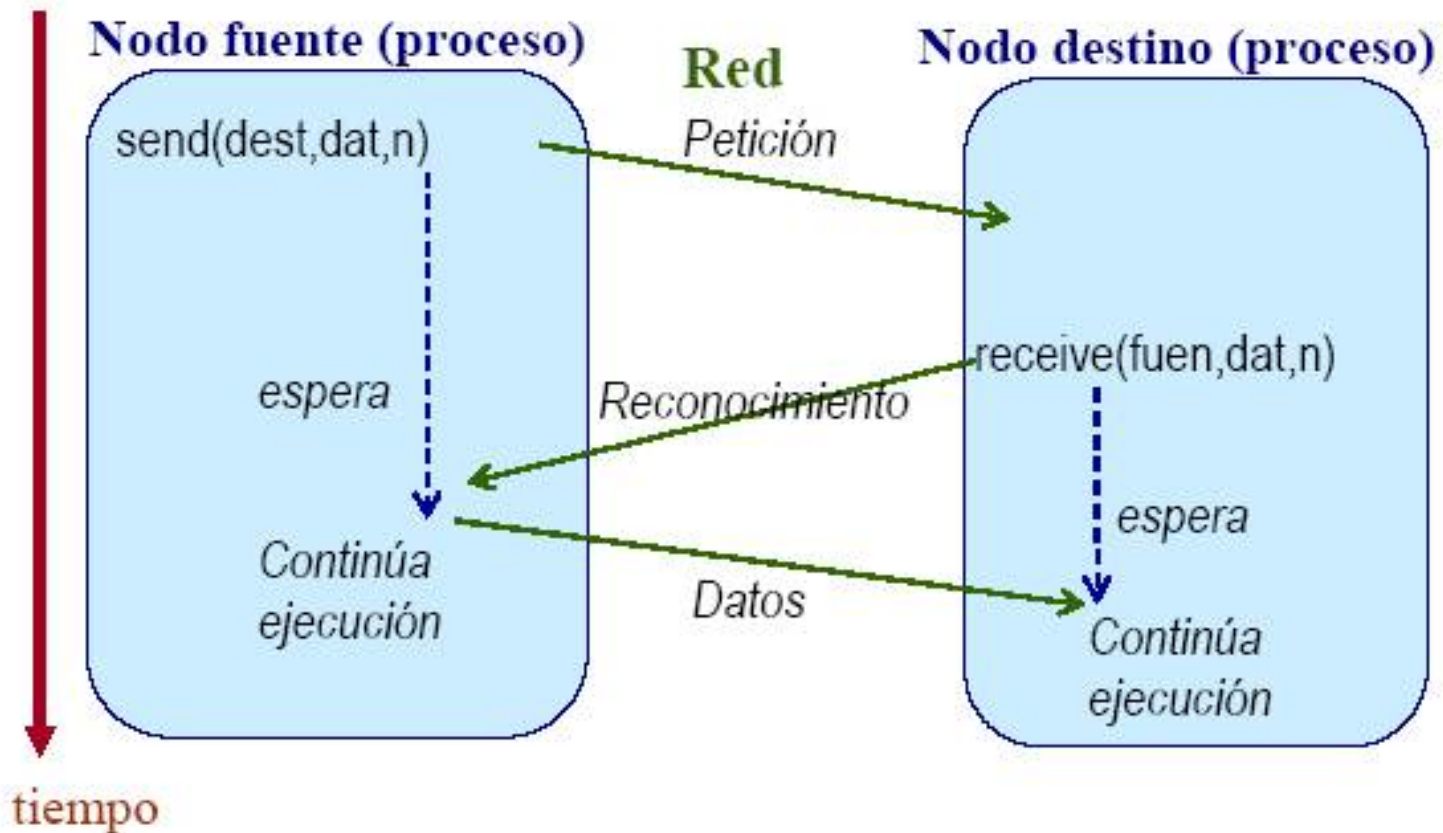 Nodo fuente (proceso)
Red
Nodo destino (proceso)
send(dest,dat,n)
Petición
receive(fuen,dat,n)
espera
Reconocimiento
espera
Continúa
ejecución
Datos
Continúa
ejecución
tiempo